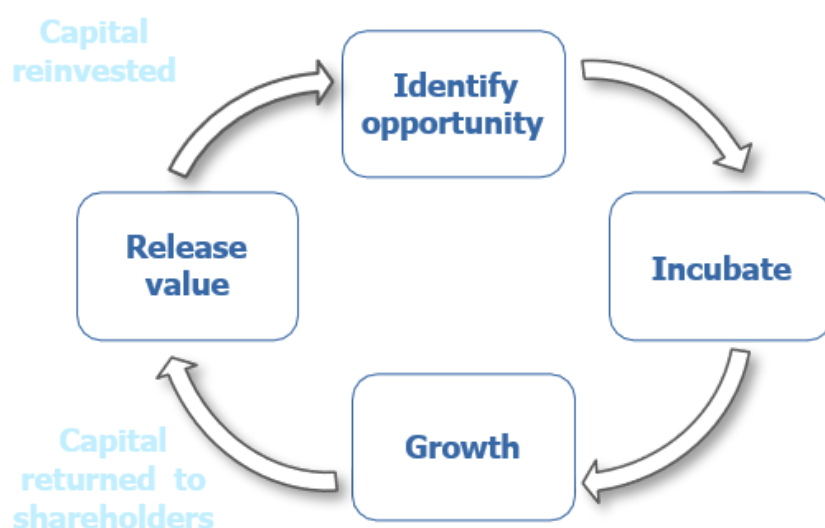 Capital
reinvested
Identify
opportunity
Release
value
Incubate
Growth
Capital
returned to
shareholders